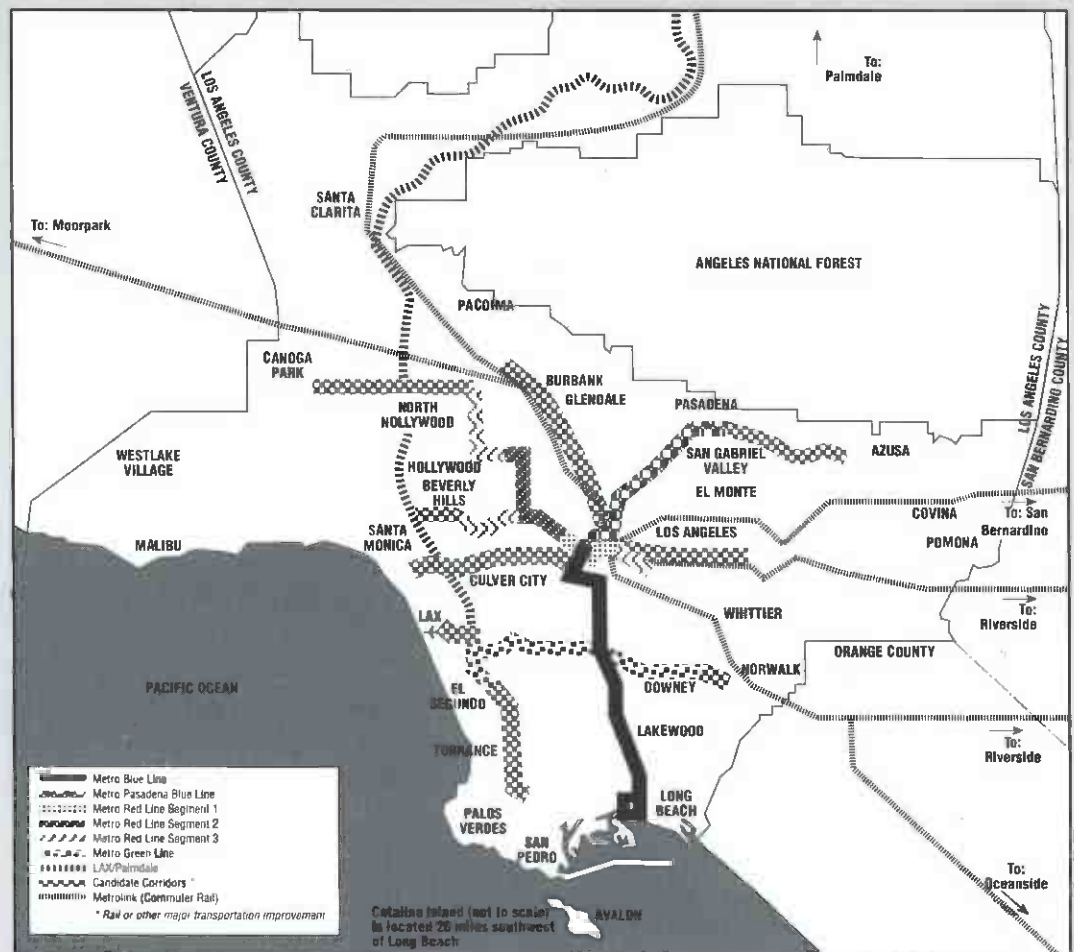 To:
Palmdale
LOS ANGELES COUNTY
VENTURA COUNTY
SANTA
CLARITA
To: Moorpark
ANGELES NATIONAL FOREST
PACOIMA
LOS ANGELES COUNTY
SAN BERNARDINO COUNTY
CANOGA
PARK
BURBANK
GLENDALE
PASADENA
NORTH
HOLLYWOOD
WESTLAKE
VILLAGE
SAN GABRIEL
VALLEY
AZUSA
HOLLYWOOD
BEVERLY
HILLS
EL MONTE
COVINA
To: San
Bernardino
SANTA
MONICA
LOS ANGELES
POMONA
MALIBU
CULVER CITY
LAX
WHITTIER
To:
Riverside
ORANGE COUNTY
NORWALK
PACIFIC OCEAN
EL
SEGUNDO
DOWNEY
LAKEWOOD
To:
Riverside
TORRANCE
PALOS
VERDES
LONG
BEACH
SAN
PEDRO
To:
Oceanside
Metro Blue Line
Metro Pasadena Blue Line
Metro Red Line Segment 1
Metro Red Line Segment 2
Metro Red Line Segment 3
Metro Green Line
LAX/Palmdale
Candidate Corridors *
Metrolink (Commuter Rail)
* Rail or other major transportation improvement
Catalina Island (not to scale)
is located 26 miles southwest
of Long Beach
AVALON